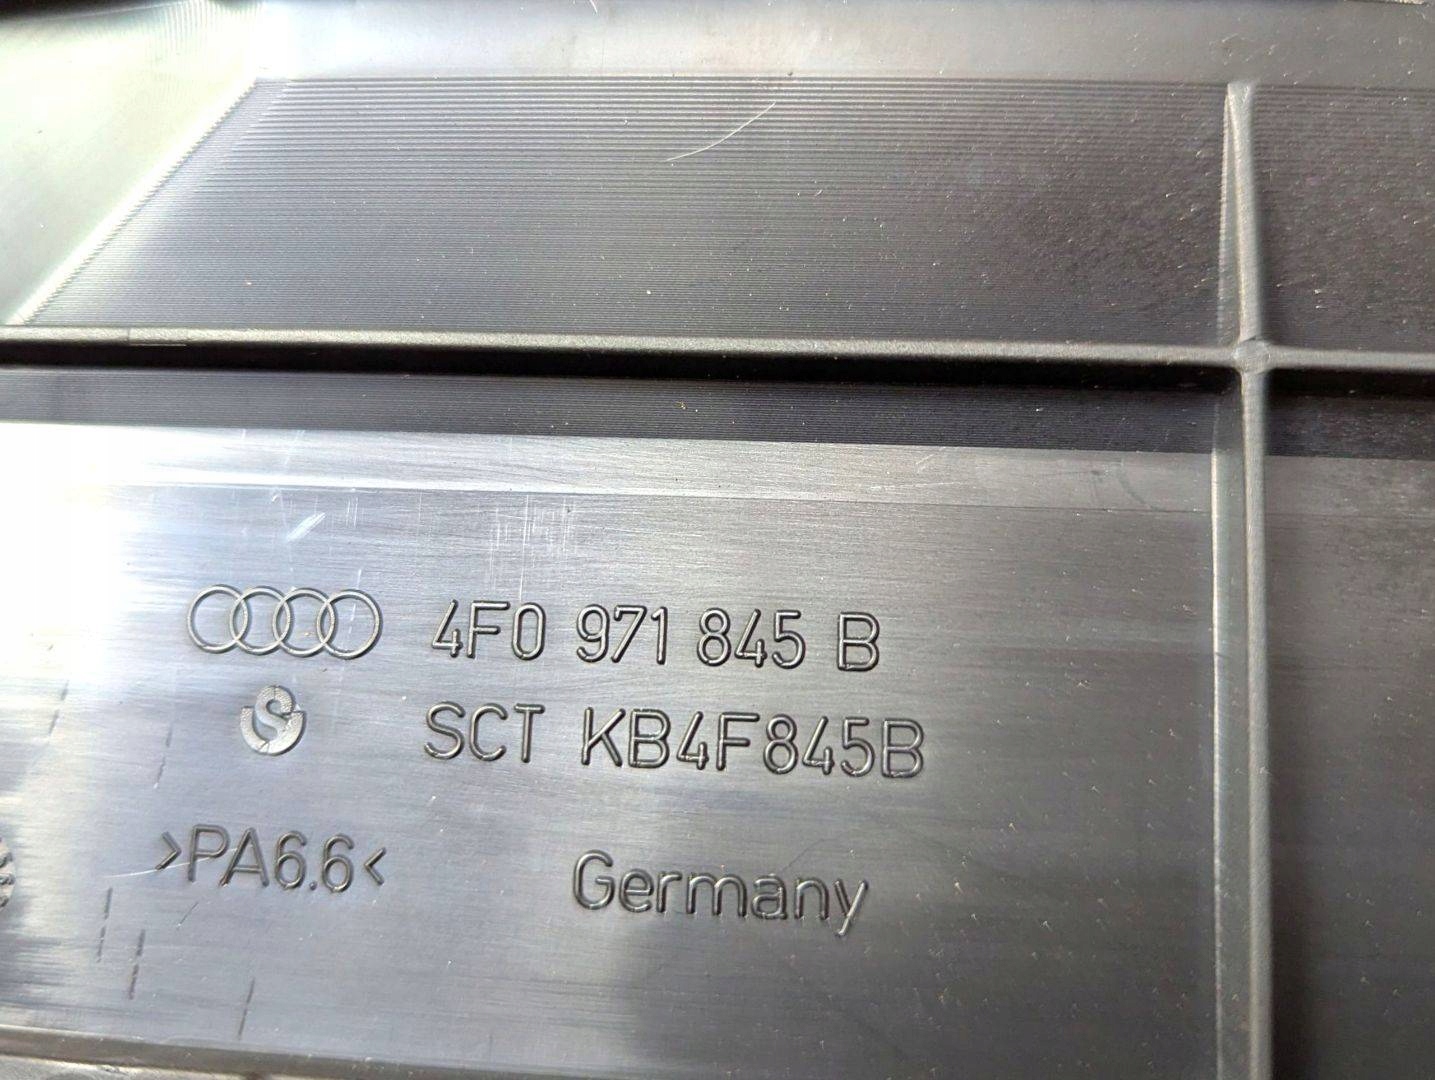 4F0 971 845 B
S SCT KB4F845B
>PA6.6< Germany